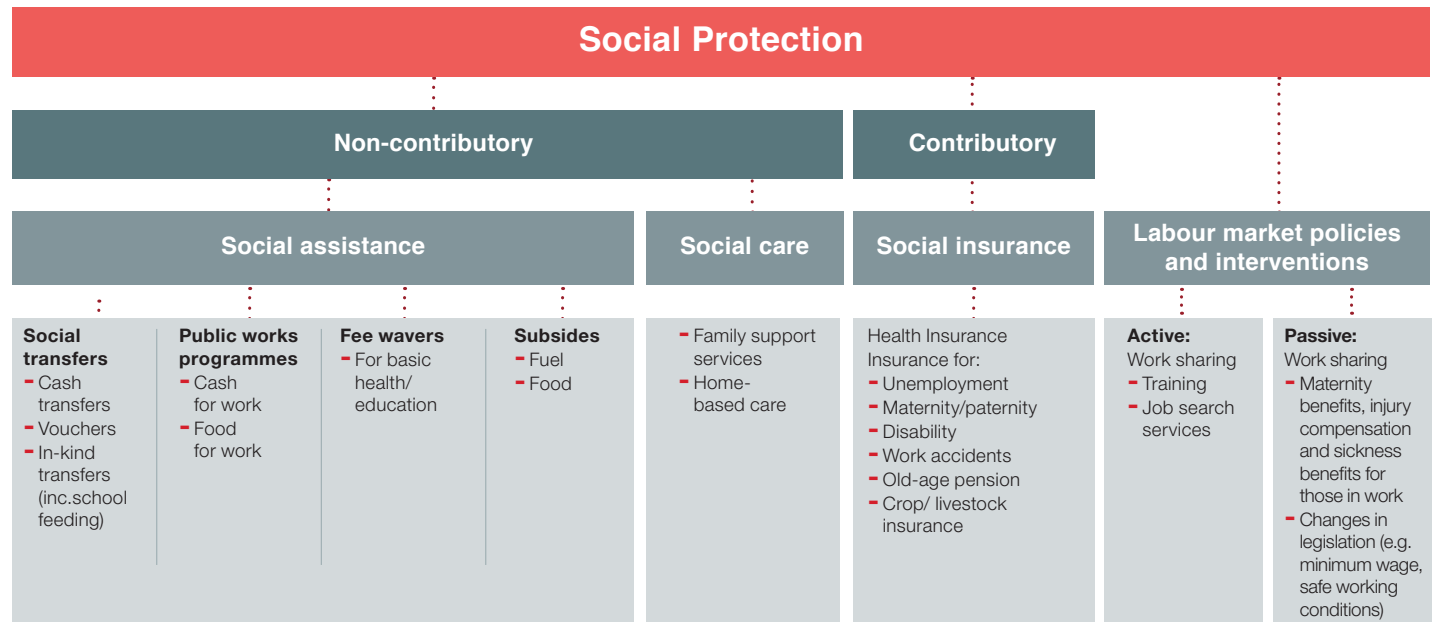 Social Protection
Non-contributory
Contributory
Social assistance
Social care
Social insurance
Labour market policies
and interventions
Social
transfers
- Cash
transfers
- Vouchers
- In-kind
transfers
(inc.school
feeding)
Public works
programmes
- Cash
for work
- Food
for work
Fee wavers
- For basic
health/
education
Subsides
- Fuel
- Food
- Family support
services
- Home-
based care
Health Insurance
Insurance for:
- Unemployment
- Maternity/paternity
- Disability
- Work accidents
- Old-age pension
- Crop/ livestock
insurance
Active:
Work sharing
- Training
- Job search
services
Passive:
Work sharing
- Maternity
benefits, injury
compensation
and sickness
benefits for
those in work
- Changes in
legislation (e.g.
minimum wage,
safe working
conditions)